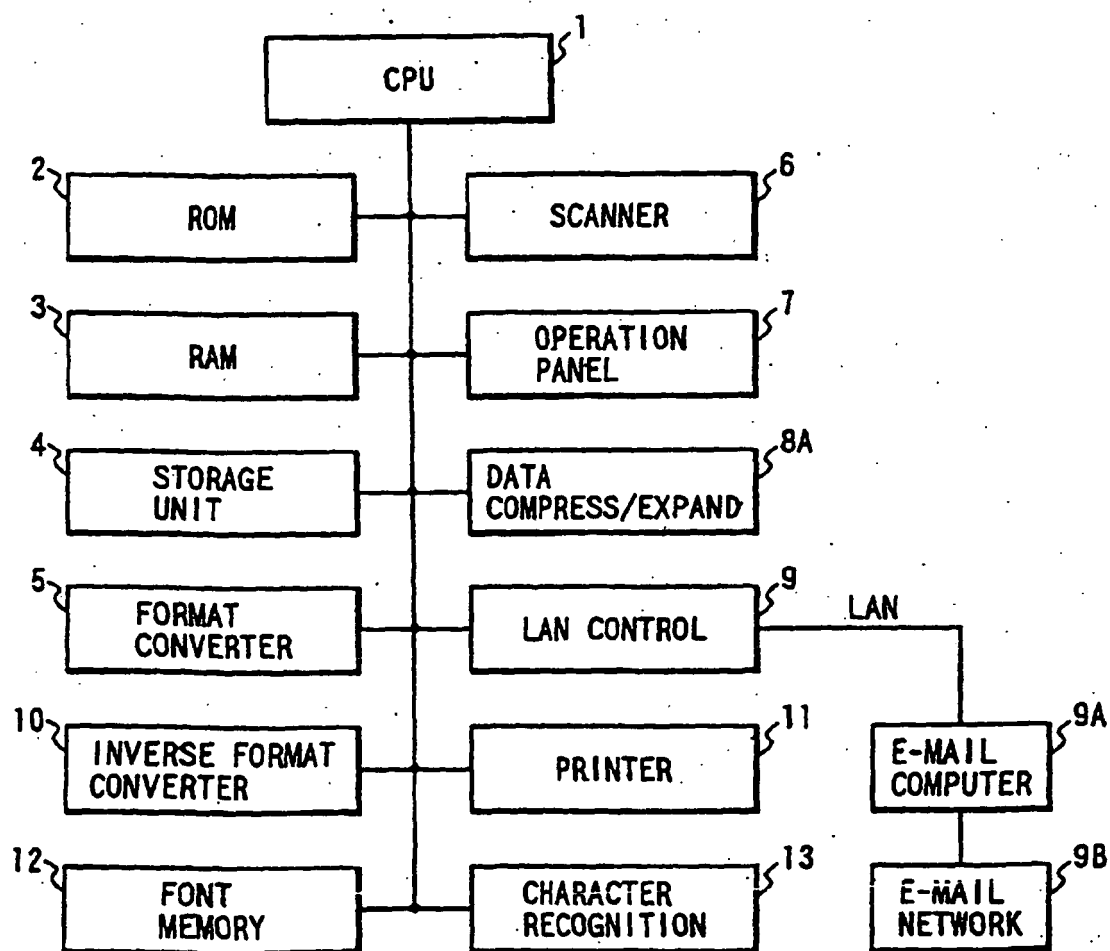 1
CPU
2
ROM
6
SCANNER
3
RAM
7
OPERATION
PANEL
4
STORAGE
UNIT
8A
DATA
COMPRESS/EXPAND
5
FORMAT
CONVERTER
9
LAN CONTROL
LAN
10
INVERSE FORMAT
CONVERTER
11
PRINTER
9A
E-MAIL
COMPUTER
12
FONT
MEMORY
13
CHARACTER
RECOGNITION
9B
E-MAIL
NETWORK